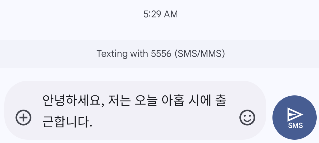 5:29 AM
Texting with 5556 (SMS/MMS)
안녕하세요, 저는 오늘 아홉 시에 출
근합니다.
SMS